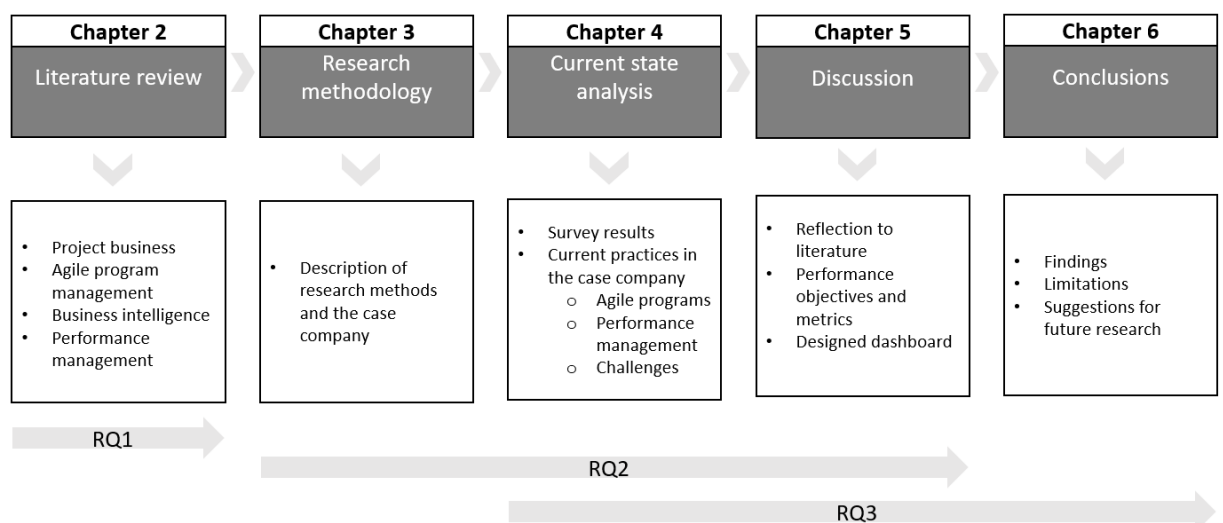 Chapter 2
Literature review
Chapter 3
Research
methodology
Chapter 4
Current state
analysis
Chapter 5
Discussion
Chapter 6
Conclusions
• Project business
• Agile program
management
• Business intelligence
• Performance
management
• Description of
research methods
and the case
company
• Survey results
• Current practices in
the case company
o Agile programs
o Performance
management
o Challenges
• Reflection to
literature
• Performance
objectives and
metrics
• Designed dashboard
• Findings
• Limitations
• Suggestions for
future research
RQ1
RQ2
RQ3